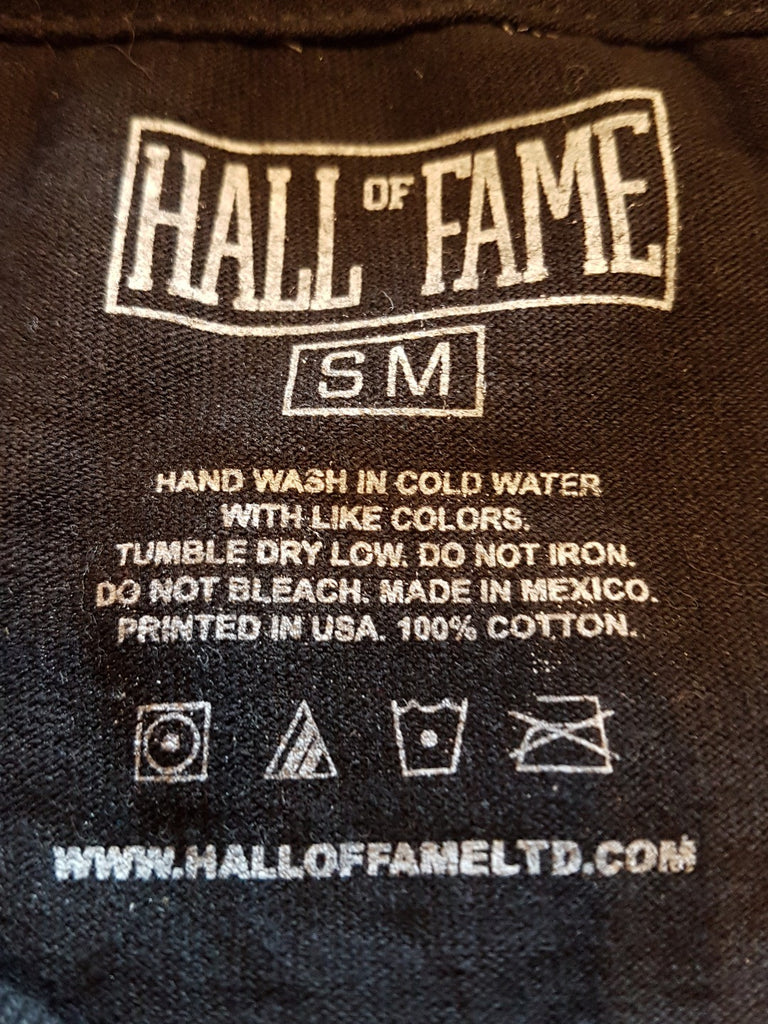 HALL OF FAME
SM
HAND WASH IN COLD WATER
WITH LIKE COLORS.
TUMBLE DRY LOW. DO NOT IRON.
DO NOT BLEACH. MADE IN MEXICO.
PRINTED IN USA. 100% COTTON.
WWW.HALLOFFAMELTD.COM